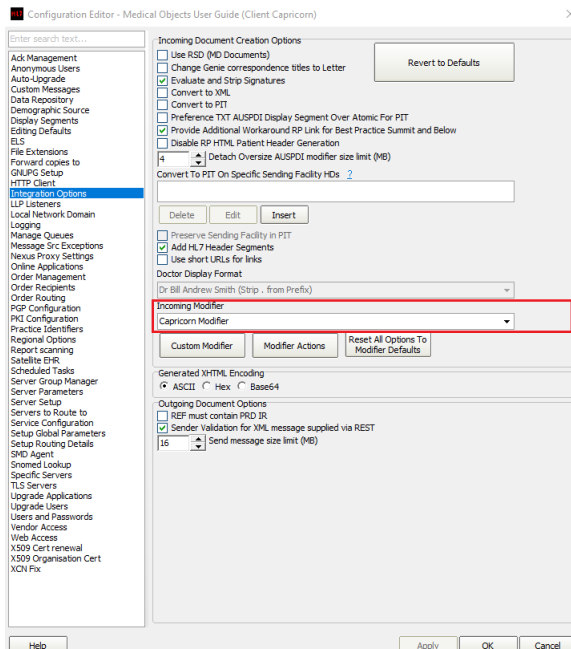 Configuration Editor - Medical Objects User Guide (Client Capricorn)
Enter search text...
Ack Management
Anonymous Users
Auto-Upgrade
Custom Messages
Data Repository
Demographic Source
Display Segments
Editing Defaults
ELS
File Extensions
Forward copies to
GNUPG Setup
HTTP Client
Integration Options
LLP Listeners
Local Network Domain
Logging
Manage Queues
Message Src Exceptions
Nexus Proxy Settings
Online Applications
Order Management
Order Recipients
Order Routing
PGP Configuration
PKI Configuration
Practice Identifiers
Regional Options
Report scanning
Satellite EHR
Scheduled Tasks
Server Group Manager
Server Parameters
Server Setup
Servers to Route to
Service Configuration
Setup Global Parameters
Setup Routing Details
SMD Agent
Snomed Lookup
Specific Servers
TLS Servers
Upgrade Applications
Upgrade Users
Users and Passwords
Vendor Access
Web Access
X509 Cert renewal
X509 Organisation Cert
XCN Fix
Incoming Document Creation Options
Use RSD (MD Documents)
Change Genie correspondence titles to Letter
Revert to Defaults
Evaluate and Strip Signatures
Convert to XML
Convert to PIT
Preference TXT AUSPDI Display Segment Over Atomic For PIT
Provide Additional Workaround RP Link for Best Practice Summit and Below
Disable RP HTML Patient Header Generation
4 Detach Oversize AUSPDI modifier size limit (MB)
Convert To PIT On Specific Sending Facility HDs ?
Delete Edit Insert
Preserve Sending Facility in PIT
Add HL7 Header Segments
Use short URLs for links
Doctor Display Format
Dr Bill Andrew Smith (Strip . from Prefix)
Incoming Modifier
Capricorn Modifier
Custom Modifier Modifier Actions Reset All Options To
Modifier Defaults
Generated XHTML Encoding
ASCII Hex Base64
Outgoing Document Options
REF must contain PRD IR
Sender Validation for XML message supplied via REST
16 Send message size limit (MB)
Help Apply OK Cancel